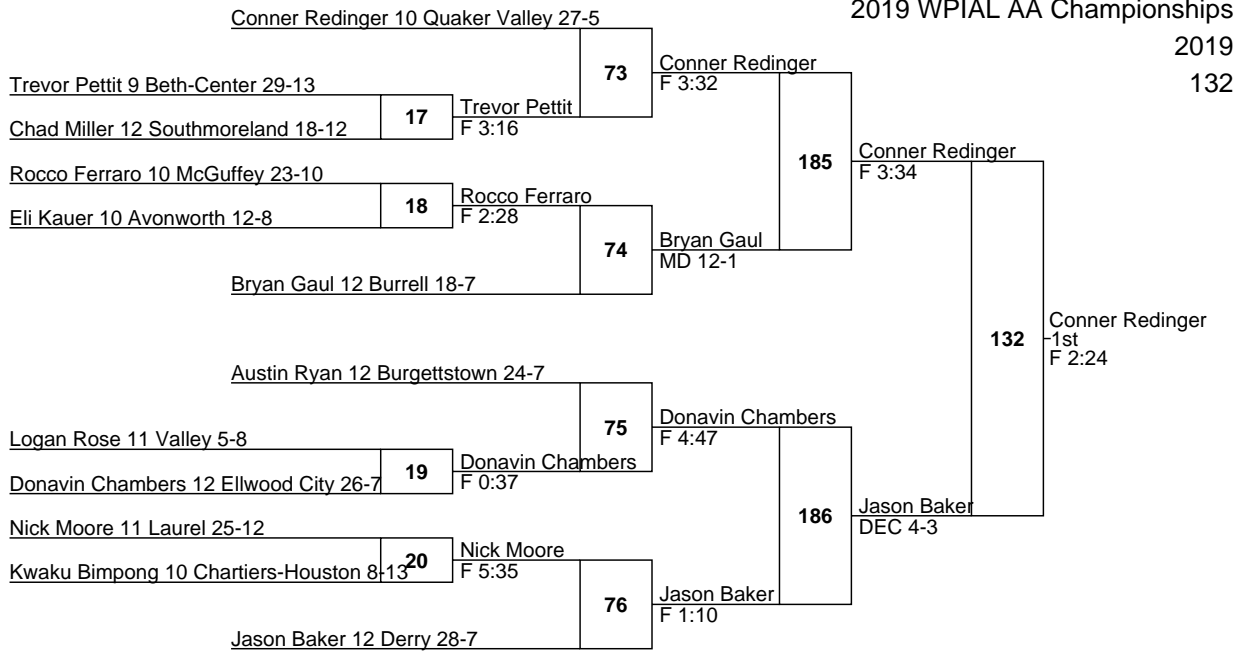 2019 WPIAL AA Championships
2019
132
Conner Redinger 10 Quaker Valley 27-5
73
Conner Redinger
F 3:32
Trevor Pettit 9 Beth-Center 29-13
17
Trevor Pettit
F 3:16
Chad Miller 12 Southmoreland 18-12
185
Conner Redinger
F 3:34
Rocco Ferraro 10 McGuffey 23-10
18
Rocco Ferraro
F 2:28
Eli Kauer 10 Avonworth 12-8
74
Bryan Gaul
MD 12-1
Bryan Gaul 12 Burrell 18-7
132
Conner Redinger
1st
F 2:24
Austin Ryan 12 Burgettstown 24-7
75
Donavin Chambers
F 4:47
Logan Rose 11 Valley 5-8
19
Donavin Chambers
F 0:37
Donavin Chambers 12 Ellwood City 26-7
186
Jason Baker
DEC 4-3
Nick Moore 11 Laurel 25-12
20
Nick Moore
F 5:35
Kwaku Bimpong 10 Chartiers-Houston 8-13
76
Jason Baker
F 1:10
Jason Baker 12 Derry 28-7